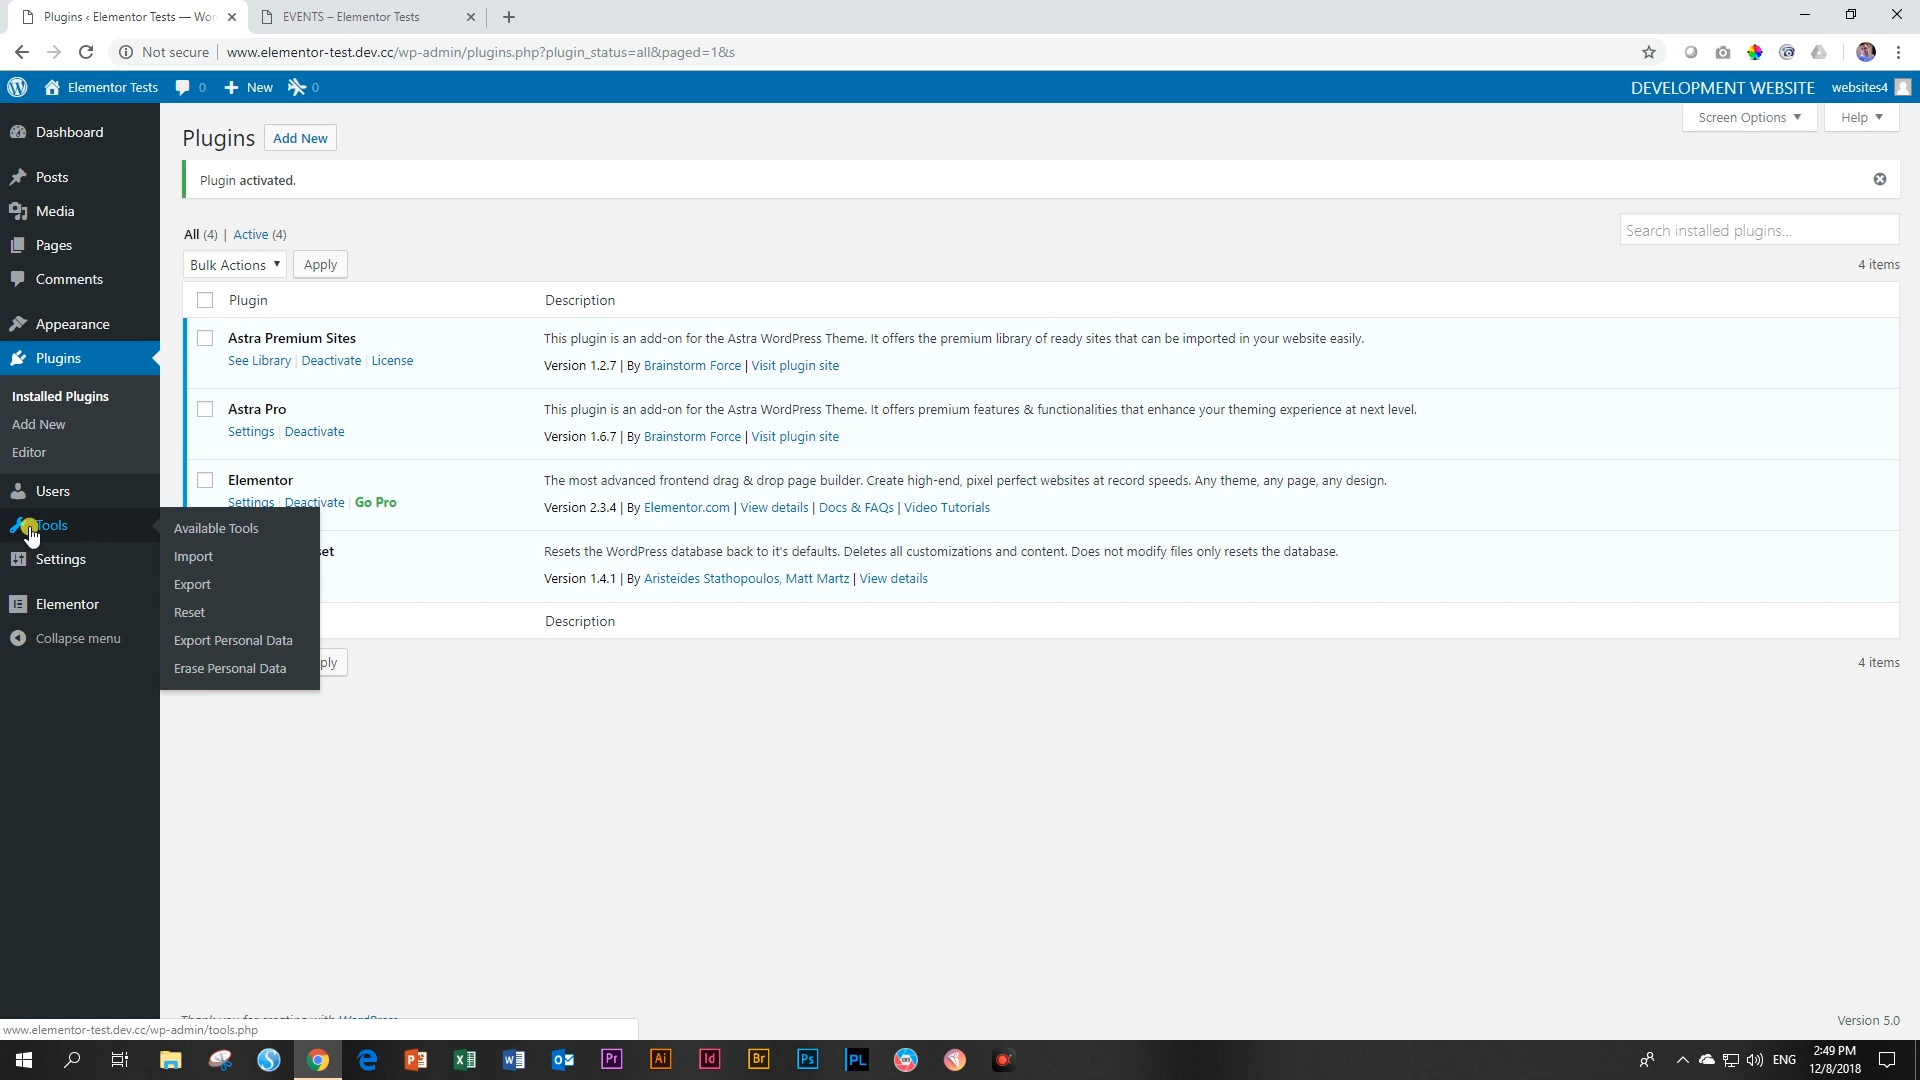 Plugins ‹ Elementor Tests — Wor
EVENTS – Elementor Tests
Not secure
www.elementor-test.dev.cc/wp-admin/plugins.php?plugin_status=all&paged=1&s
Elementor Tests
0
New
0
DEVELOPMENT WEBSITE
websites4
Dashboard
Posts
Media
Pages
Comments
Appearance
Plugins
Installed Plugins
Add New
Editor
Users
Tools
Settings
Elementor
Collapse menu
Available Tools
Import
Export
Reset
Export Personal Data
Erase Personal Data
Screen Options
Help
Plugins
Add New
Plugin activated.
All (4) | Active (4)
Search installed plugins...
Bulk Actions
Apply
4 items
Plugin
Description
Astra Premium Sites
See Library | Deactivate | License
This plugin is an add-on for the Astra WordPress Theme. It offers the premium library of ready sites that can be imported in your website easily.
Version 1.2.7 | By Brainstorm Force | Visit plugin site
Astra Pro
Settings | Deactivate
This plugin is an add-on for the Astra WordPress Theme. It offers premium features & functionalities that enhance your theming experience at next level.
Version 1.6.7 | By Brainstorm Force | Visit plugin site
Elementor
Settings | Deactivate | Go Pro
The most advanced frontend drag & drop page builder. Create high-end, pixel perfect websites at record speeds. Any theme, any page, any design.
Version 2.3.4 | By Elementor.com | View details | Docs & FAQs | Video Tutorials
set
Resets the WordPress database back to it's defaults. Deletes all customizations and content. Does not modify files only resets the database.
Version 1.4.1 | By Aristeides Stathopoulos, Matt Martz | View details
Description
ply
4 items
Version 5.0
www.elementor-test.dev.cc/wp-admin/tools.php
Pr
Ai
Id
Br
Ps
PL
ENG
2:49 PM
12/8/2018